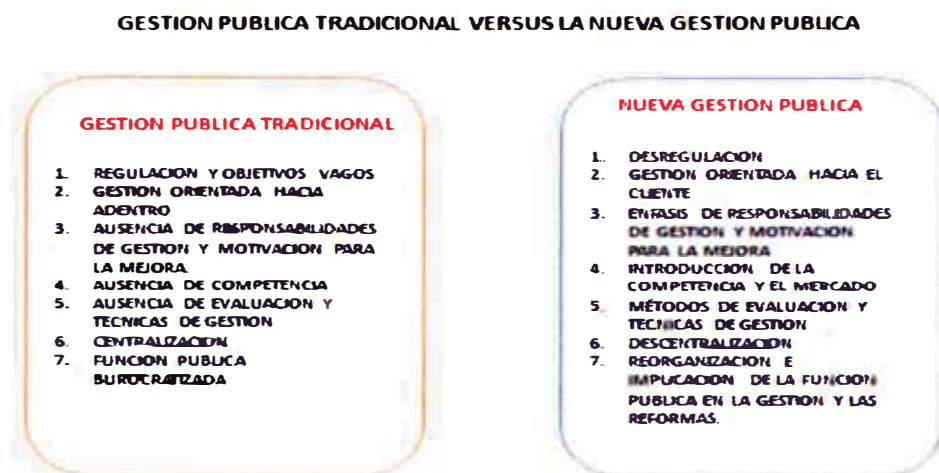 GESTION PUBLICA TRADICIONAL VERSUS LA NUEVA GESTION PUBLICA
GESTION PUBLICA TRADICIONAL
1. REGULACION Y OBJETIVOS VAGOS
2. GESTION ORIENTADA HACIA
ADENTRO
3. AUSENCIA DE RESPONSABILIDADES
DE GESTION Y MOTIVACION PARA
LA MEJORA
4. AUSENCIA DE COMPETENCIA
5. AUSENCIA DE EVALUACION Y
TECNICAS DE GESTION
6. CENTRALIZACION
7. FUNCION PUBLICA
BUROCRATIZADA
NUEVA GESTION PUBLICA
1. DESREGULACION
2. GESTION ORIENTADA HACIA EL
CLIENTE
3. ENFASIS DE RESPONSABILIDADES
DE GESTION Y MOTIVACION
PARA LA MEJORA
4. INTRODUCCION DE LA
COMPETENCIA Y EL MERCADO
5. MÉTODOS DE EVALUACION Y
TECNICAS DE GESTION
6. DESCENTRALIZACION
7. REORGANIZACION E
IMPLICACION DE LA FUNCION
PUBLICA EN LA GESTION Y LAS
REFORMAS.